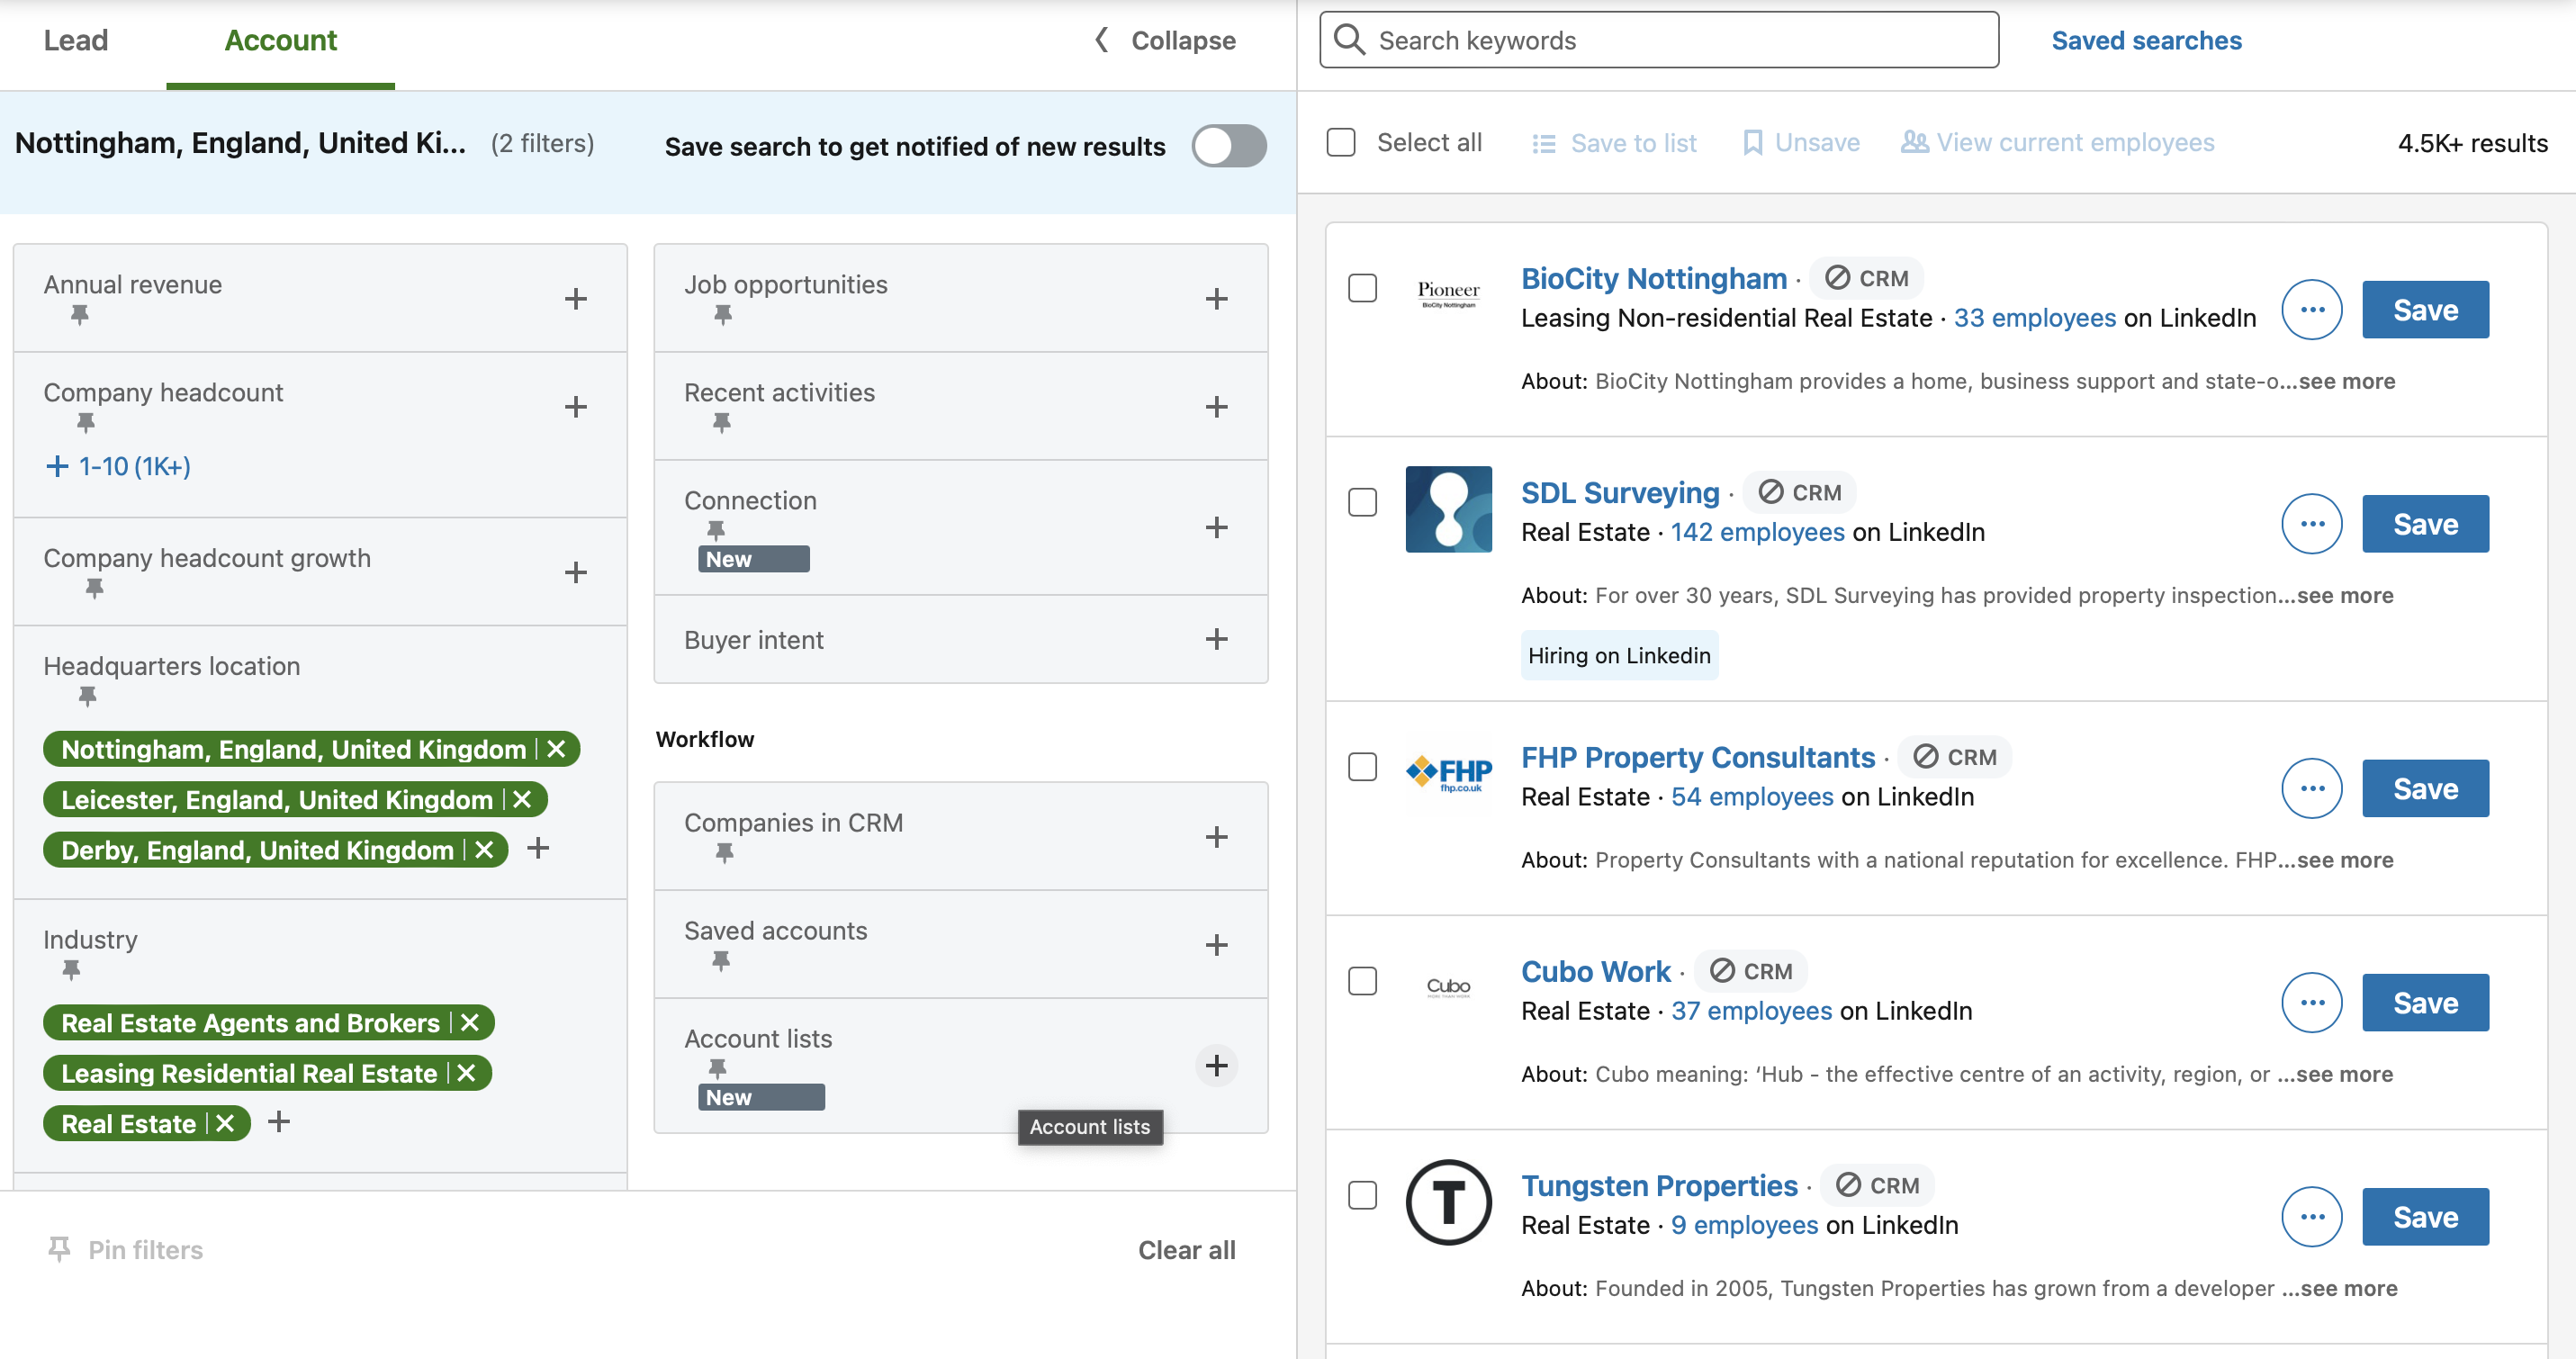 Lead
Account
Collapse
Search keywords
Saved searches
Nottingham, England, United Ki... (2 filters)
Save search to get notified of new results
Select all
Save to list
Unsave
View current employees
4.5K+ results
Annual revenue
Company headcount
1-10 (1K+)
Company headcount growth
Headquarters location
Nottingham, England, United Kingdom
Leicester, England, United Kingdom
Derby, England, United Kingdom
Industry
Real Estate Agents and Brokers
Leasing Residential Real Estate
Real Estate
Pin filters
Clear all
Job opportunities
Recent activities
Connection
New
Buyer intent
Workflow
Companies in CRM
Saved accounts
Account lists
New
Account lists
Pioneer
BioCity Nottingham
BioCity Nottingham · CRM
Leasing Non-residential Real Estate · 33 employees on LinkedIn
About: BioCity Nottingham provides a home, business support and state-o...see more
Save
SDL Surveying · CRM
Real Estate · 142 employees on LinkedIn
About: For over 30 years, SDL Surveying has provided property inspection...see more
Hiring on Linkedin
Save
FHP
fhp.co.uk
FHP Property Consultants · CRM
Real Estate · 54 employees on LinkedIn
About: Property Consultants with a national reputation for excellence. FHP...see more
Save
Cubo
MORE THAN WORK
Cubo Work · CRM
Real Estate · 37 employees on LinkedIn
About: Cubo meaning: ‘Hub - the effective centre of an activity, region, or ...see more
Save
T
Tungsten Properties · CRM
Real Estate · 9 employees on LinkedIn
About: Founded in 2005, Tungsten Properties has grown from a developer ...see more
Save